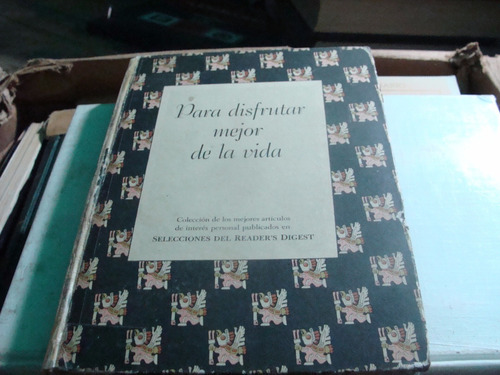 Para disfrutar
mejor
de la vida
Colección de los mejores artículos
de interés personal publicados en
SELECCIONES DEL READER'S DIGEST